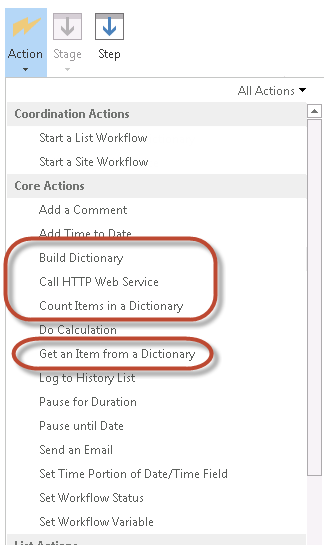 Action Stage Step
All Actions
Coordination Actions
Start a List Workflow
Start a Site Workflow
Core Actions
Add a Comment
Add Time to Date
Build Dictionary
Call HTTP Web Service
Count Items in a Dictionary
Do Calculation
Get an Item from a Dictionary
Log to History List
Pause for Duration
Pause until Date
Send an Email
Set Time Portion of Date/Time Field
Set Workflow Status
Set Workflow Variable
List Actions